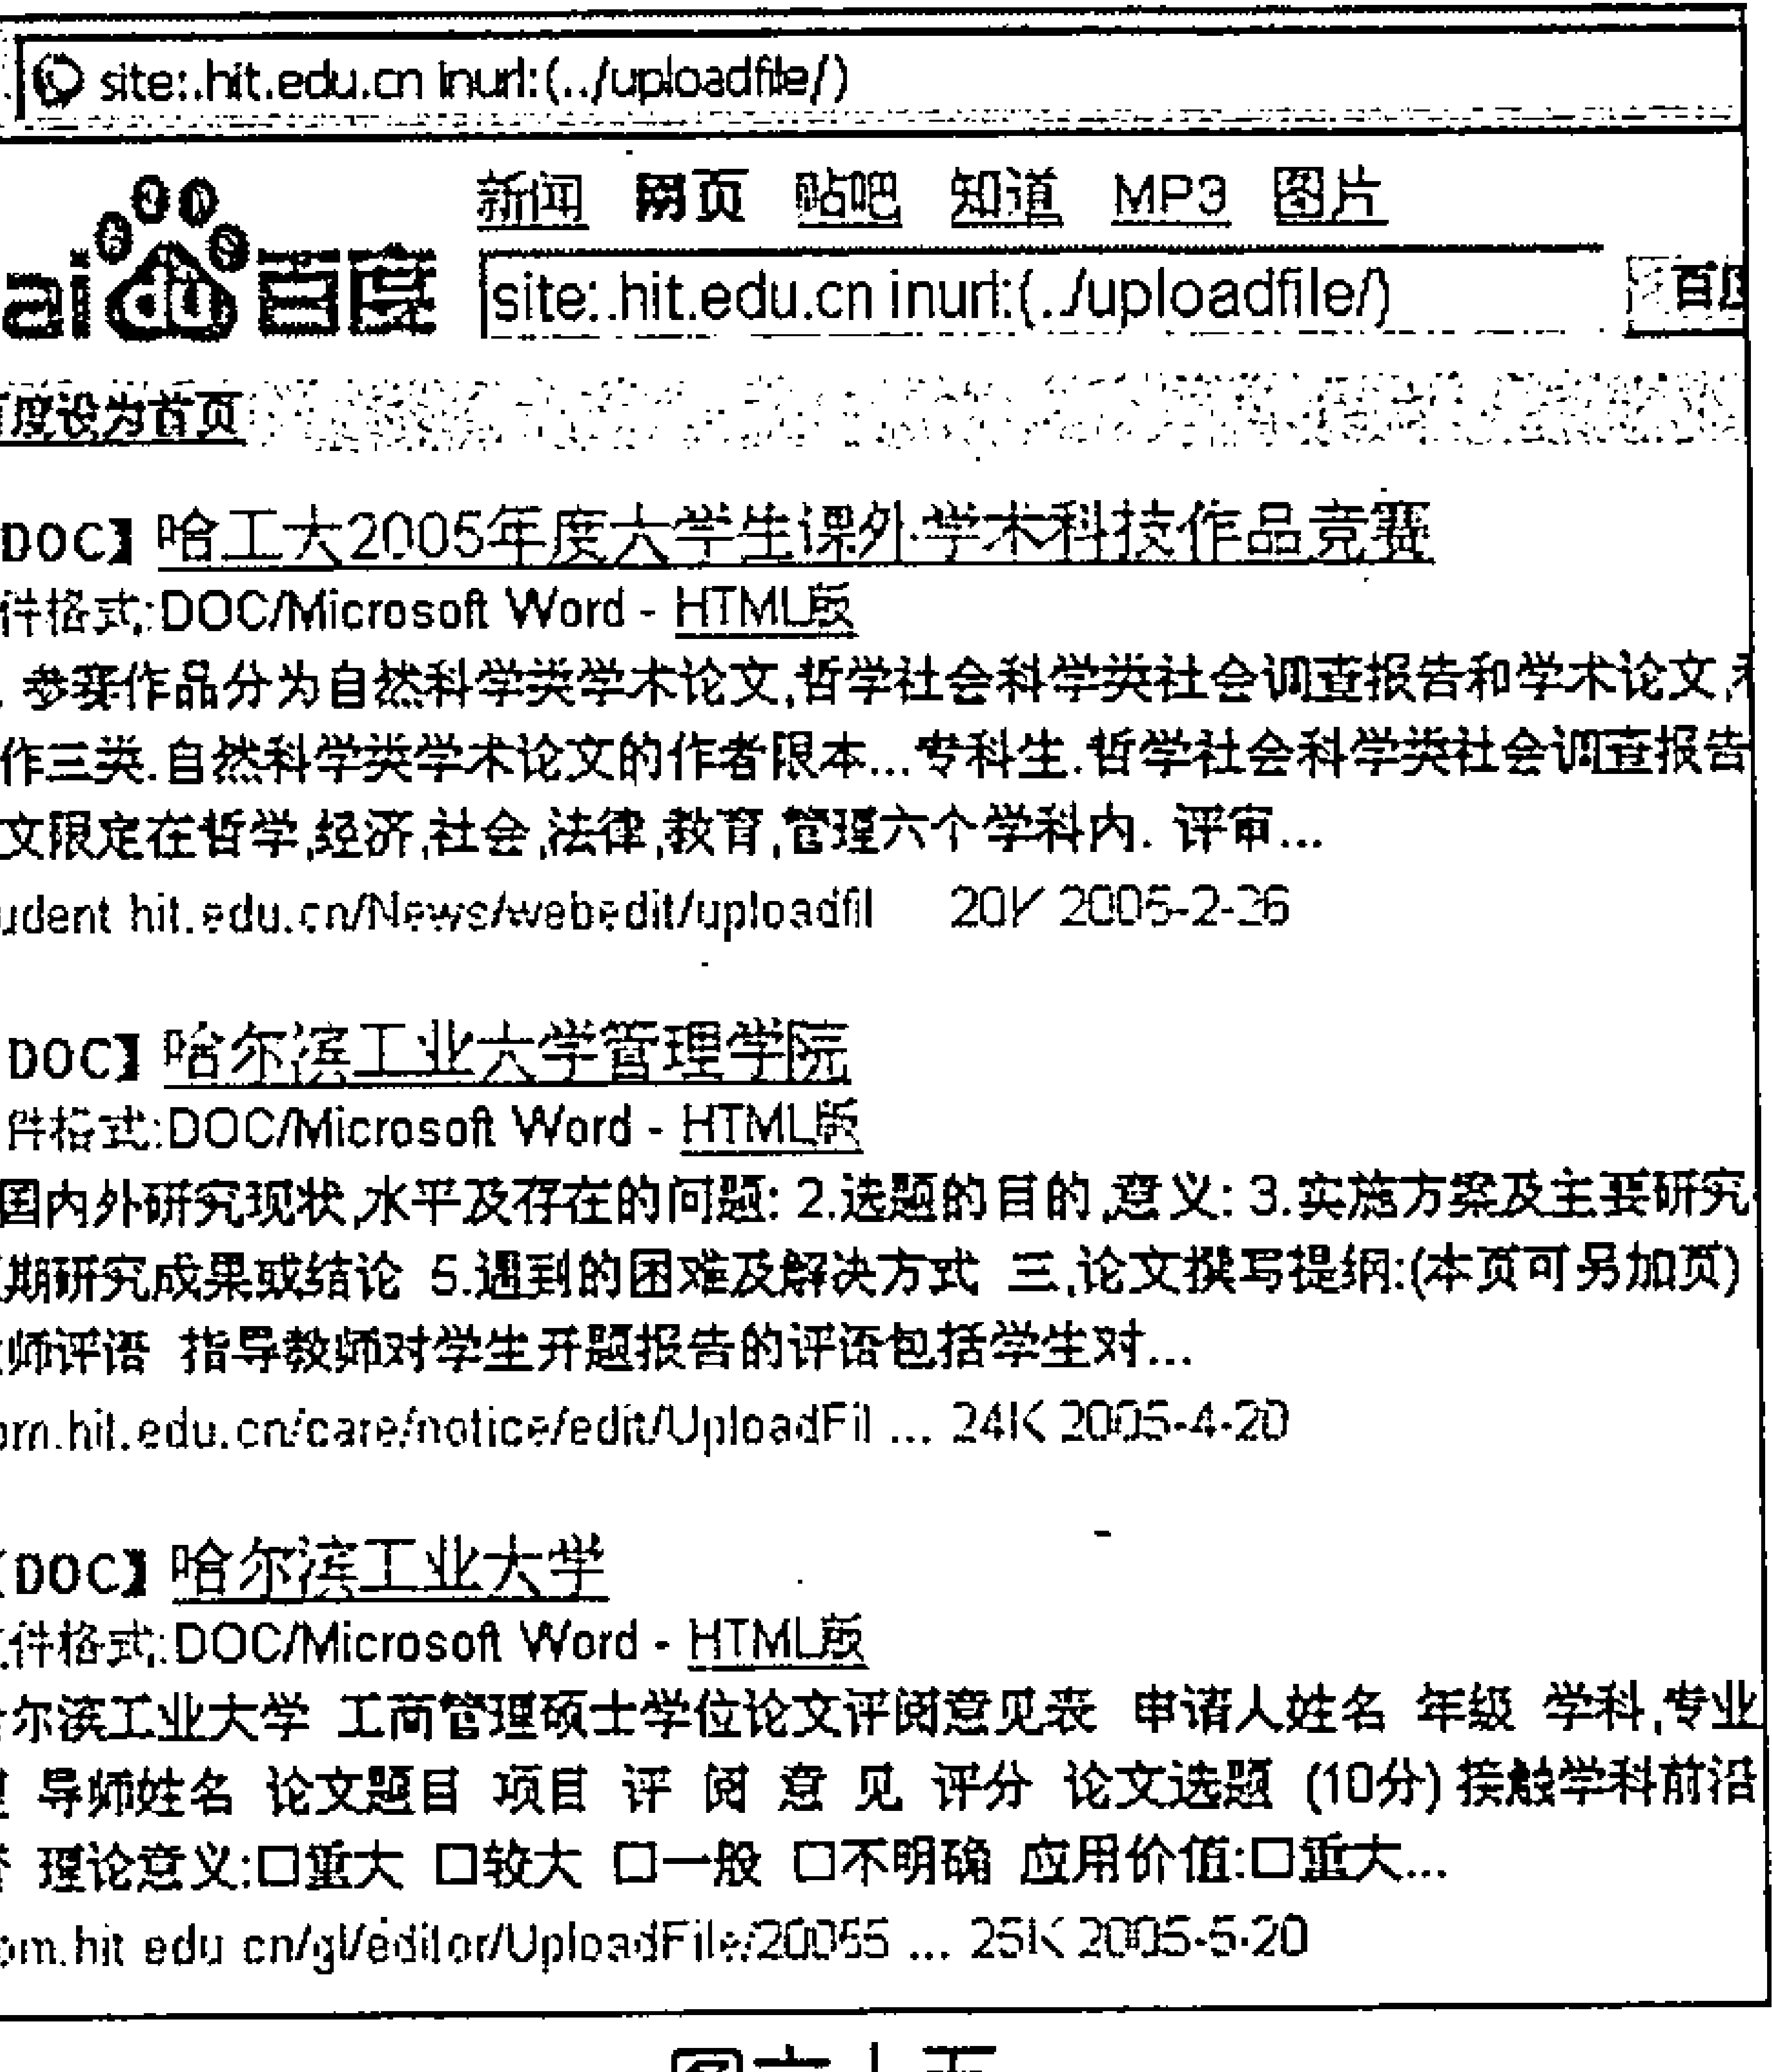 site:.hit.edu.cn inurl:(../uploadfile/)
新闻 网页 贴吧 知道 MP3 图片
ai du 百度
site:.hit.edu.cn inurl:(../uploadfile/)
百度设为首页
DOC】哈工大2005年度大学生课外学术科技作品竞赛
件格式:DOC/Microsoft Word - HTML版
. 参赛作品分为自然科学类学术论文,哲学社会科学类社会调查报告和学术论文,
作三类.自然科学类学术论文的作者限本...专科生.哲学社会科学类社会调查报告
文限定在哲学,经济,社会,法律,教育,管理六个学科内. 评审...
udent hit.edu.cn/News/webedit/uploadfil 20K 2005-2-26
DOC】哈尔滨工业大学管理学院
件格式:DOC/Microsoft Word - HTML版
国内外研究现状,水平及存在的问题: 2.选题的目的,意义: 3.实施方案及主要研究
期研究成果或结论 5.遇到的困难及解决方式 三,论文撰写提纲:(本页可另加页)
师评语 指导教师对学生开题报告的评语包括学生对...
om.hit.edu.cn/care/notice/edit/UploadFil ... 24K 2005-4-20
【DOC】哈尔滨工业大学
件格式:DOC/Microsoft Word - HTML版
尔滨工业大学 工商管理硕士学位论文评阅意见表 申请人姓名 年级 学科,专业
导师姓名 论文题目 项目 评 阅 意 见 评分 论文选题 (10分) 接触学科前沿
理论意义:口重大 口较大 口一般 口不明确 应用价值:口重大...
om.hit edu cn/gl/editor/UploadFile/20055 ... 25K 2005-5-20